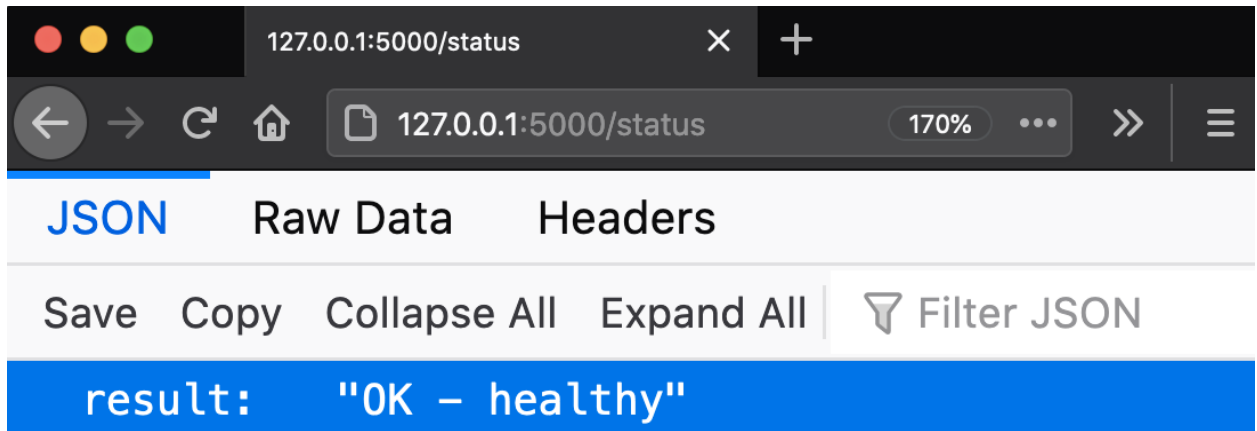 127.0.0.1:5000/status
127.0.0.1:5000/status 170%
JSON Raw Data Headers
Save Copy Collapse All Expand All Filter JSON
result: "OK – healthy"